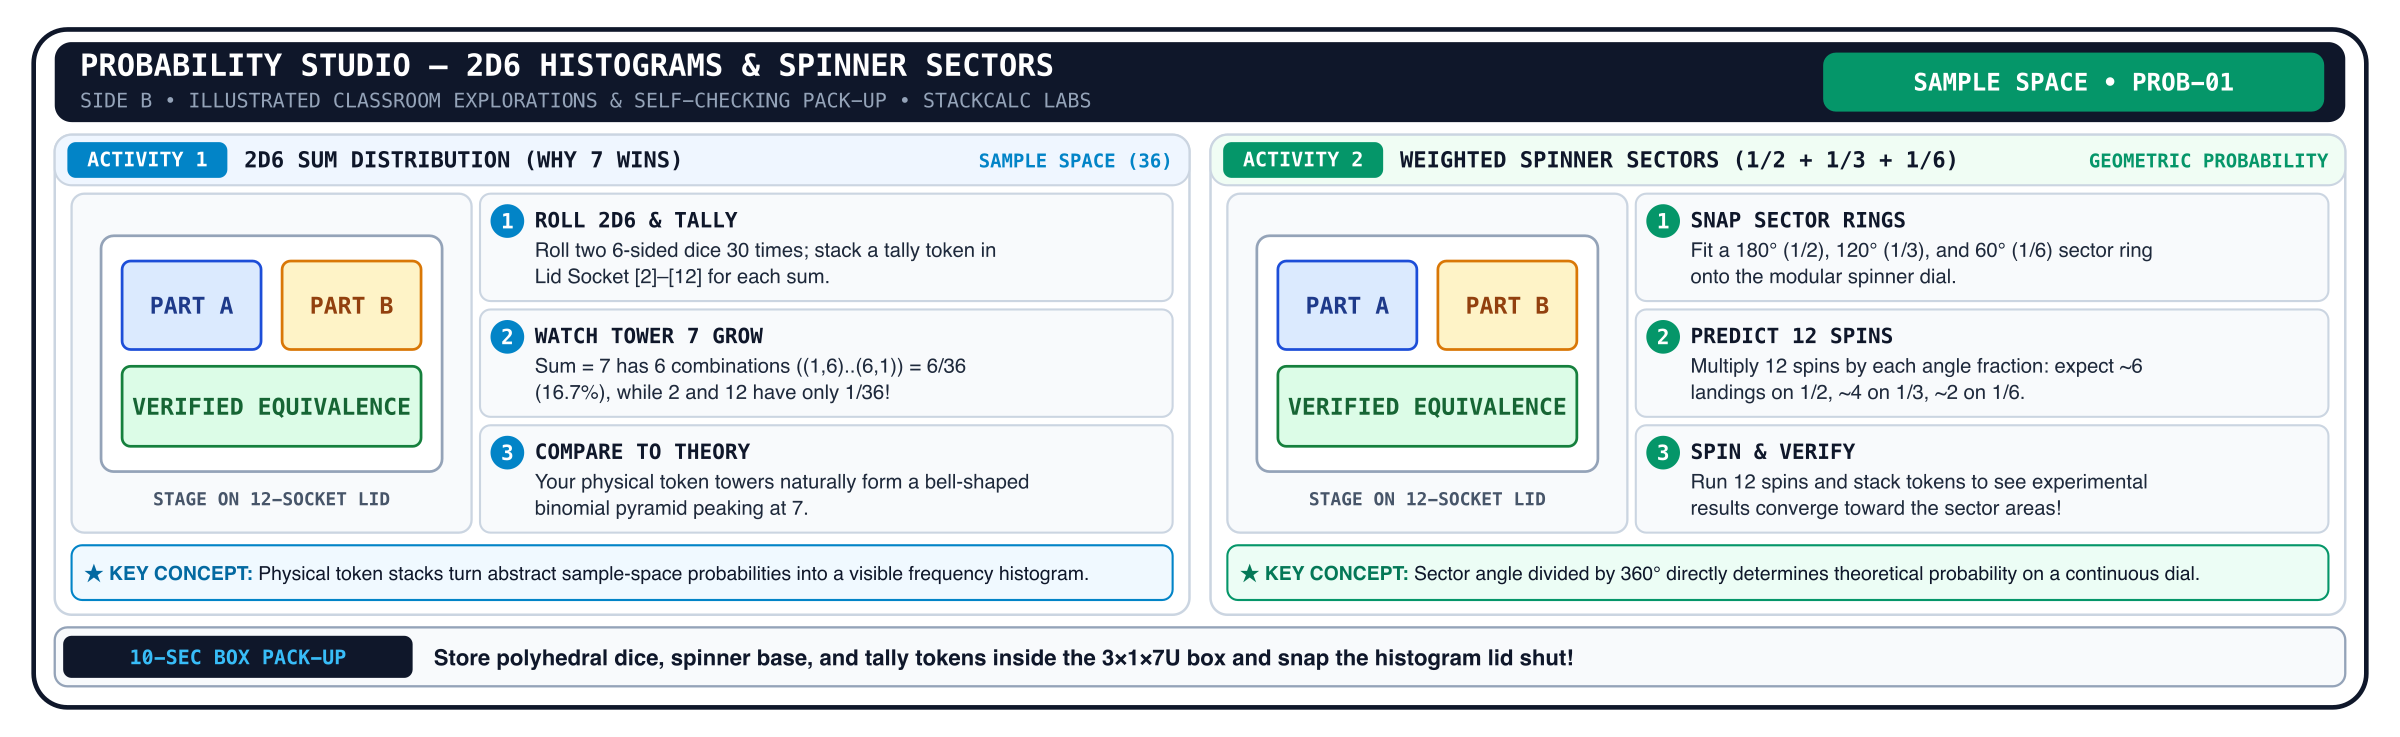 PROBABILITY STUDIO — 2D6 HISTOGRAMS & SPINNER SECTORS
SIDE B • ILLUSTRATED CLASSROOM EXPLORATIONS & SELF-CHECKING PACK-UP • STACKCALC LABS
SAMPLE SPACE • PROB-01
ACTIVITY 1
2D6 SUM DISTRIBUTION (WHY 7 WINS)
SAMPLE SPACE (36)
PART A
PART B
VERIFIED EQUIVALENCE
STAGE ON 12-SOCKET LID
1 ROLL 2D6 & TALLY
Roll two 6-sided dice 30 times; stack a tally token in
Lid Socket [2]–[12] for each sum.
2 WATCH TOWER 7 GROW
Sum = 7 has 6 combinations ((1,6)..(6,1)) = 6/36
(16.7%), while 2 and 12 have only 1/36!
3 COMPARE TO THEORY
Your physical token towers naturally form a bell-shaped
binomial pyramid peaking at 7.
★ KEY CONCEPT: Physical token stacks turn abstract sample-space probabilities into a visible frequency histogram.
ACTIVITY 2
WEIGHTED SPINNER SECTORS (1/2 + 1/3 + 1/6)
GEOMETRIC PROBABILITY
PART A
PART B
VERIFIED EQUIVALENCE
STAGE ON 12-SOCKET LID
1 SNAP SECTOR RINGS
Fit a 180° (1/2), 120° (1/3), and 60° (1/6) sector ring
onto the modular spinner dial.
2 PREDICT 12 SPINS
Multiply 12 spins by each angle fraction: expect ~6
landings on 1/2, ~4 on 1/3, ~2 on 1/6.
3 SPIN & VERIFY
Run 12 spins and stack tokens to see experimental
results converge toward the sector areas!
★ KEY CONCEPT: Sector angle divided by 360° directly determines theoretical probability on a continuous dial.
10-SEC BOX PACK-UP
Store polyhedral dice, spinner base, and tally tokens inside the 3×1×7U box and snap the histogram lid shut!